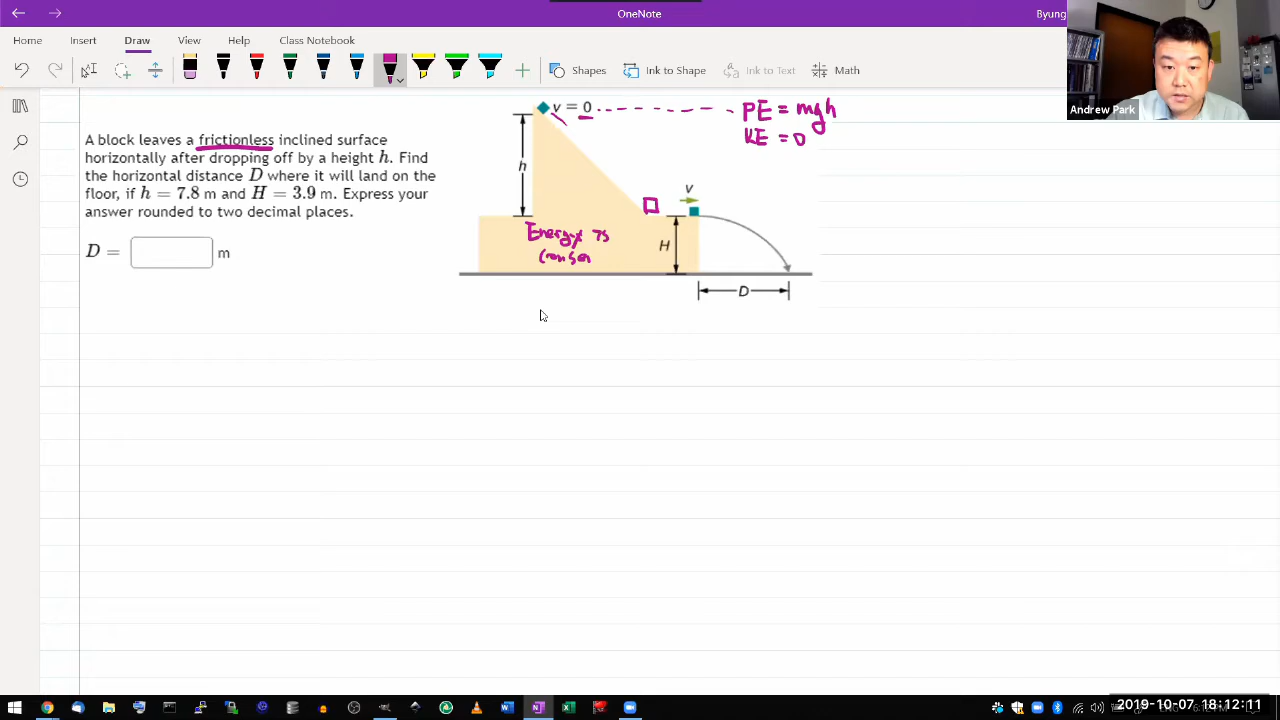 OneNote
Byung
Home Insert Draw View Help Class Notebook
Shapes Ink to Shape Ink to Text Math
Andrew Park
A block leaves a frictionless inclined surface
horizontally after dropping off by a height h. Find
the horizontal distance D where it will land on the
floor, if h = 7.8 m and H = 3.9 m. Express your
answer rounded to two decimal places.
D = m
v = 0
PE = mgh
KE = 0
h
v
H
Energy is
conser
D
2019-10-07 18:12:11